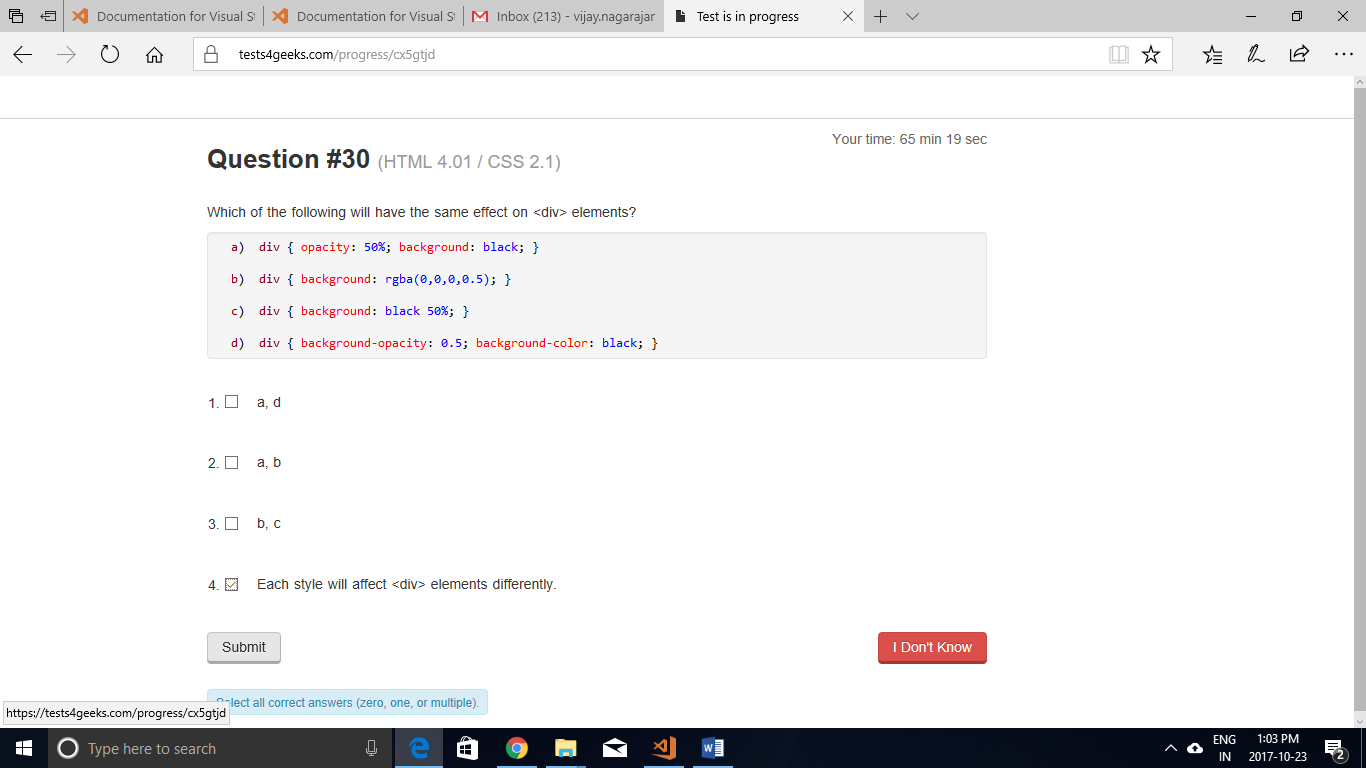 Documentation for Visual St
Documentation for Visual St
Inbox (213) - vijay.nagarajar
Test is in progress
tests4geeks.com/progress/cx5gtjd
Your time: 65 min 19 sec
Question #30 (HTML 4.01 / CSS 2.1)
Which of the following will have the same effect on <div> elements?
a) div { opacity: 50%; background: black; }
b) div { background: rgba(0,0,0,0.5); }
c) div { background: black 50%; }
d) div { background-opacity: 0.5; background-color: black; }
1. a, d
2. a, b
3. b, c
4. Each style will affect <div> elements differently.
Submit
I Don't Know
Select all correct answers (zero, one, or multiple).
https://tests4geeks.com/progress/cx5gtjd
Type here to search
ENG
IN
1:03 PM
2017-10-23
2